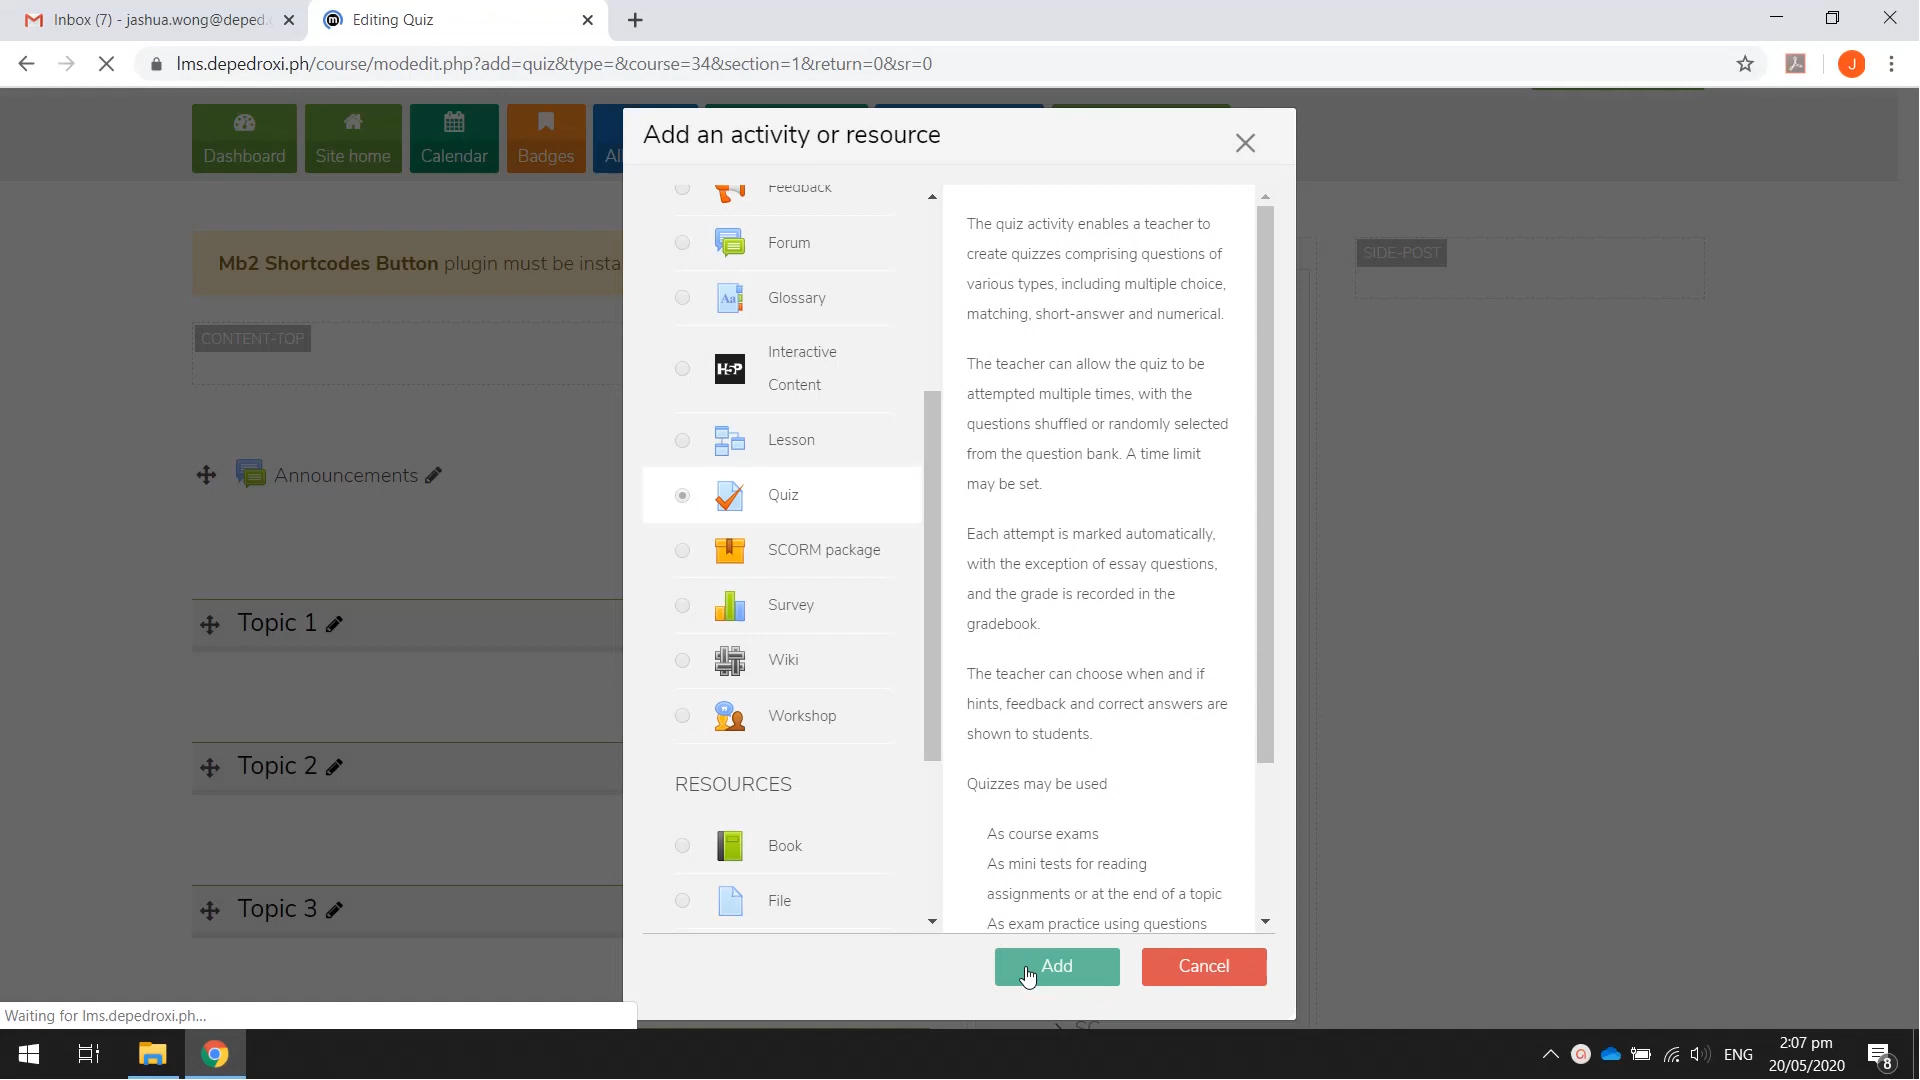 Inbox (7) - jashua.wong@deped.
Editing Quiz
lms.depedroxi.ph/course/modedit.php?add=quiz&type=&course=34&section=1&return=0&sr=0
J
Dashboard
Site home
Calendar
Badges
All
Mb2 Shortcodes Button plugin must be insta
CONTENT-TOP
Announcements
Topic 1
Topic 2
Topic 3
SIDE-POST
Add an activity or resource
Feedback
Forum
Glossary
Interactive
Content
Lesson
Quiz
SCORM package
Survey
Wiki
Workshop
RESOURCES
Book
File
Aa
H5P
The quiz activity enables a teacher to
create quizzes comprising questions of
various types, including multiple choice,
matching, short-answer and numerical.
The teacher can allow the quiz to be
attempted multiple times, with the
questions shuffled or randomly selected
from the question bank. A time limit
may be set.
Each attempt is marked automatically,
with the exception of essay questions,
and the grade is recorded in the
gradebook.
The teacher can choose when and if
hints, feedback and correct answers are
shown to students.
Quizzes may be used
As course exams
As mini tests for reading
assignments or at the end of a topic
As exam practice using questions
Add
Cancel
Waiting for lms.depedroxi.ph...
ENG
2:07 pm
20/05/2020
8